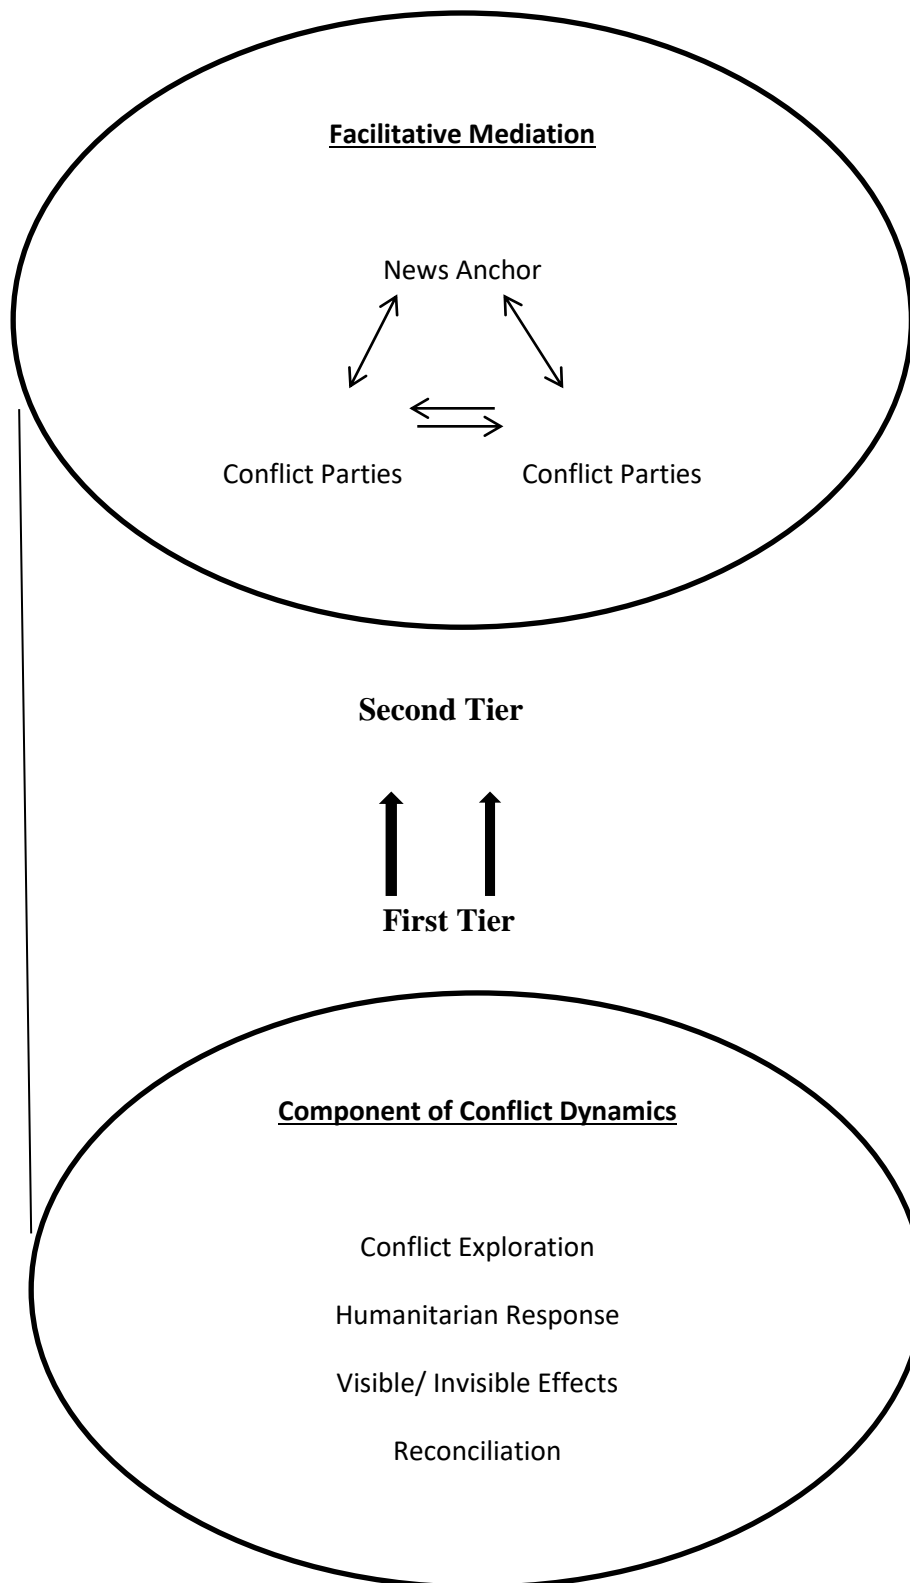 Facilitative Mediation
News Anchor
Conflict Parties
Conflict Parties
Second Tier
First Tier
Component of Conflict Dynamics
Conflict Exploration
Humanitarian Response
Visible/ Invisible Effects
Reconciliation